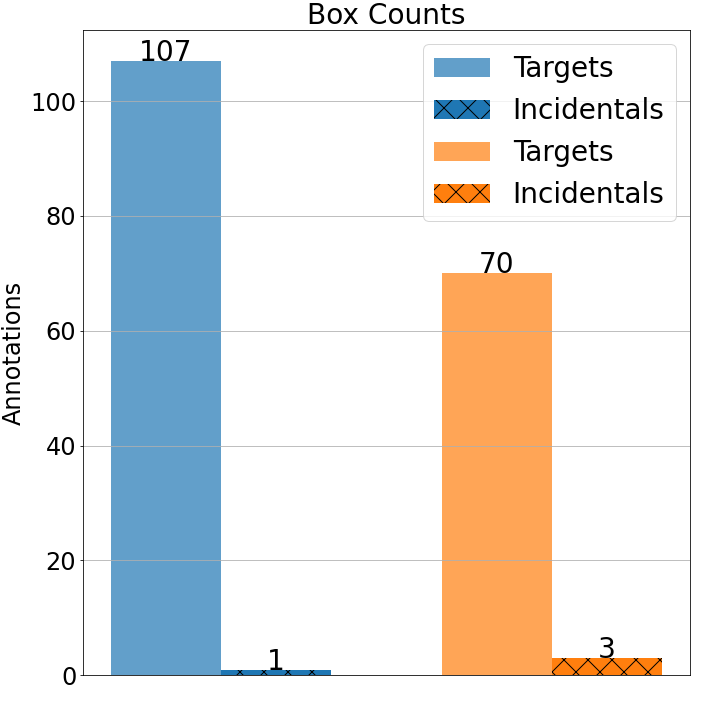 Box Counts
107
Targets
Incidentals
Targets
Incidentals
100
80
70
60
40
20
0
1
3
Annotations